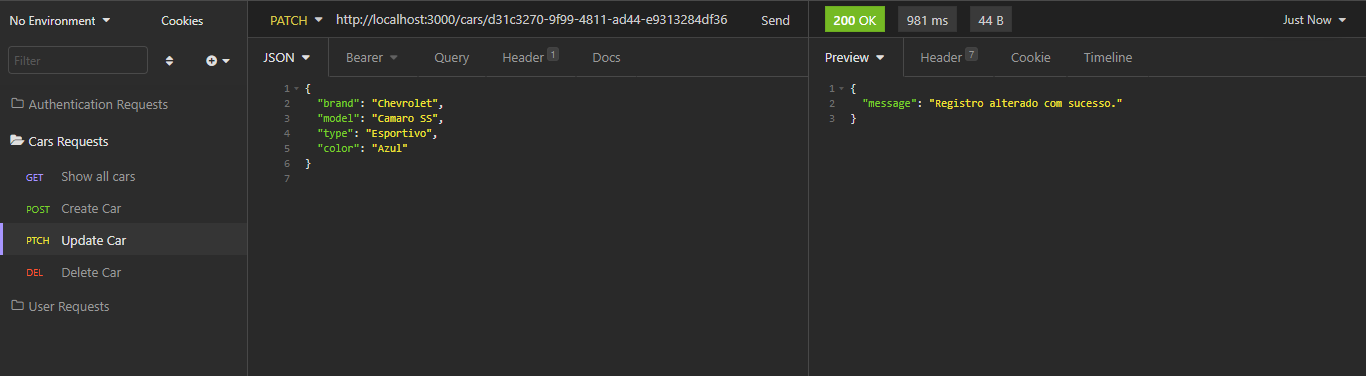 No Environment Cookies
Filter
Authentication Requests
Cars Requests
GET Show all cars
POST Create Car
PTCH Update Car
DEL Delete Car
User Requests
PATCH http://localhost:3000/cars/d31c3270-9f99-4811-ad44-e9313284df36 Send
JSON Bearer Query Header 1 Docs
1 {
2 "brand": "Chevrolet",
3 "model": "Camaro SS",
4 "type": "Esportivo",
5 "color": "Azul"
6 }
7
200 OK 981 ms 44 B Just Now
Preview Header 7 Cookie Timeline
1 {
2 "message": "Registro alterado com sucesso."
3 }